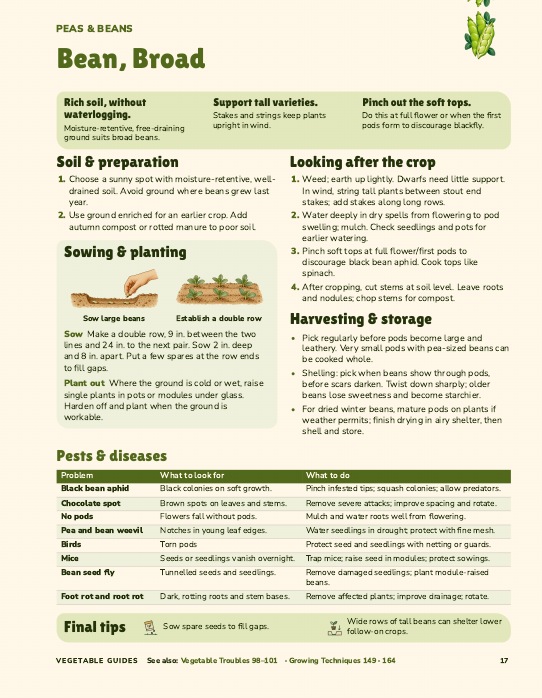 PEAS & BEANS
Bean, Broad
Rich soil, without
waterlogging.
Moisture-retentive, free-draining
ground suits broad beans.
Support tall varieties.
Stakes and strings keep plants
upright in wind.
Pinch out the soft tops.
Do this at full flower or when the first
pods form to discourage blackfly.
Soil & preparation
1. Choose a sunny spot with moisture-retentive, well-
drained soil. Avoid ground where beans grew last
year.
2. Use ground enriched for an earlier crop. Add
autumn compost or rotted manure to poor soil.
Sowing & planting
Sow large beans
Establish a double row
Sow Make a double row, 9 in. between the two
lines and 24 in. to the next pair. Sow 2 in. deep
and 8 in. apart. Put a few spares at the row ends
to fill gaps.
Plant out Where the ground is cold or wet, raise
single plants in pots or modules under glass.
Harden off and plant when the ground is
workable.
Looking after the crop
1. Weed; earth up lightly. Dwarfs need little support.
In wind, string tall plants between stout end
stakes; add stakes along long rows.
2. Water deeply in dry spells from flowering to pod
swelling; mulch. Check seedlings and pots for
earlier watering.
3. Pinch soft tops at full flower/first pods to
discourage black bean aphid. Cook tops like
spinach.
4. After cropping, cut stems at soil level. Leave roots
and nodules; chop stems for compost.
Harvesting & storage
• Pick regularly before pods become large and
leathery. Very small pods with pea-sized beans can
be cooked whole.
• Shelling: pick when beans show through pods,
before scars darken. Twist down sharply; older
beans lose sweetness and become starchier.
• For dried winter beans, mature pods on plants if
weather permits; finish drying in airy shelter, then
shell and store.
Pests & diseases
Problem What to look for What to do
Black bean aphid Black colonies on soft growth. Pinch infested tips; squash colonies; allow predators.
Chocolate spot Brown spots on leaves and stems. Remove severe attacks; improve spacing and rotate.
No pods Flowers fall without pods. Mulch and water roots well from flowering.
Pea and bean weevil Notches in young leaf edges. Water seedlings in drought; protect with fine mesh.
Birds Torn pods Protect seed and seedlings with netting or guards.
Mice Seeds or seedlings vanish overnight. Trap mice; raise seed in modules; protect sowings.
Bean seed fly Tunnelled seeds and seedlings. Remove damaged seedlings; plant module-raised
beans.
Foot rot and root rot Dark, rotting roots and stem bases. Remove affected plants; improve drainage; rotate.
Final tips
Sow spare seeds to fill gaps.
Wide rows of tall beans can shelter lower
follow-on crops.
VEGETABLE GUIDES See also: Vegetable Troubles 98–101 · Growing Techniques 149 - 164 17